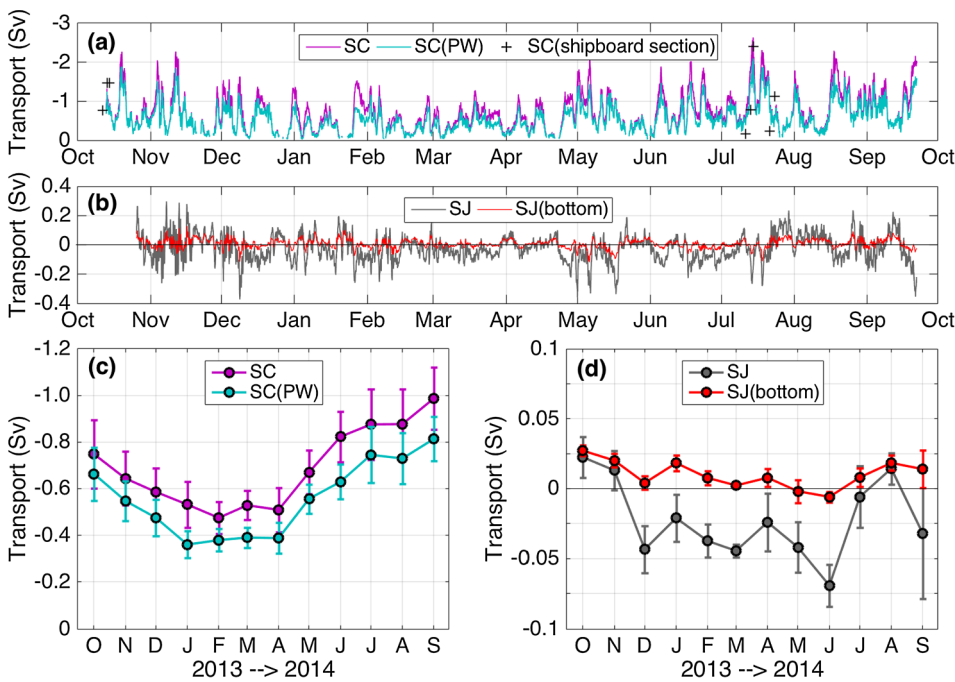 (a)
SC SC(PW) + SC(shipboard section)
Transport (Sv)
-3
-2
-1
0
Oct Nov Dec Jan Feb Mar Apr May Jun Jul Aug Sep Oct
(b)
SJ SJ(bottom)
Transport (Sv)
0.4
0.2
0
-0.2
-0.4
Oct Nov Dec Jan Feb Mar Apr May Jun Jul Aug Sep Oct
(c)
SC
SC(PW)
Transport (Sv)
-1.2
-1.0
-0.8
-0.6
-0.4
-0.2
0
O N D J F M A M J J A S
2013 --> 2014
(d)
SJ
SJ(bottom)
Transport (Sv)
0.1
0.05
0
-0.05
-0.1
O N D J F M A M J J A S
2013 --> 2014